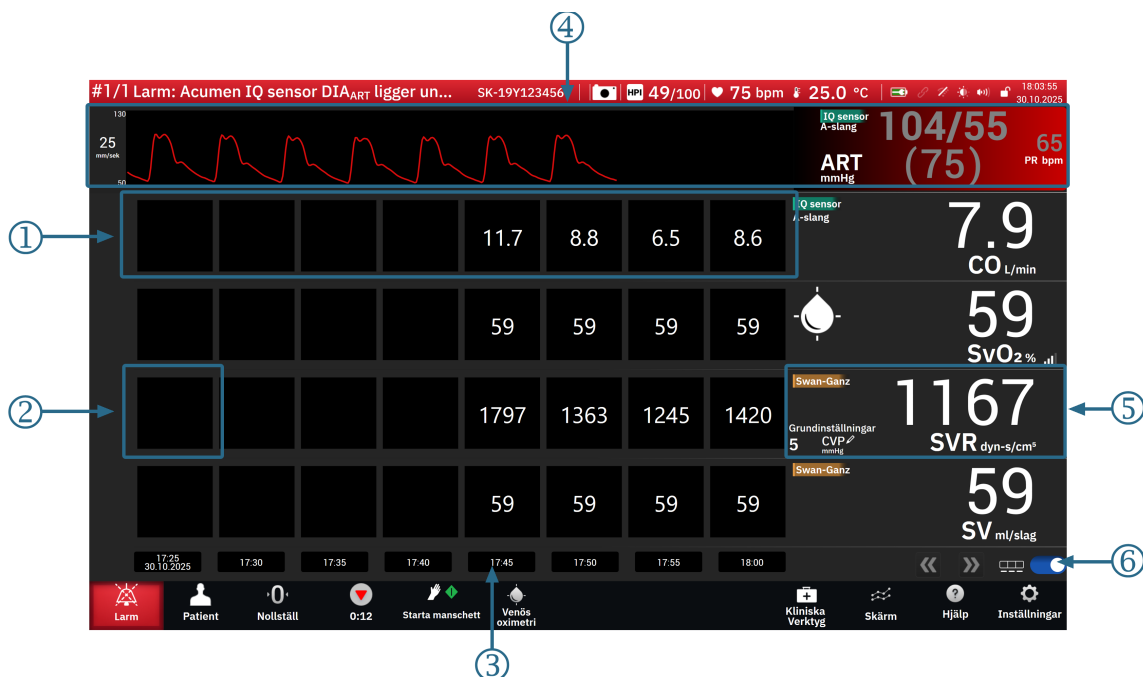 ④
#1/1 Larm: Acumen IQ sensor DIAART ligger un... SK-19Y123456 HPI 49/100 75 bpm 25.0 °C 18:03:55
30.10.2025
130
25
mm/sek
50
IQ sensor
A-slang
ART
mmHg
104/55
(75)
65
PR bpm
①
11.7 8.8 6.5 8.6
IQ sensor
A-slang
7.9
CO L/min
59 59 59 59
59
SvO2 %
②
1797 1363 1245 1420
Swan-Ganz
Grundinställningar
5 CVP
mmHg
1167
SVR dyn-s/cm⁵
⑤
59 59 59 59
Swan-Ganz
59
SV ml/slag
17:25
30.10.2025
17:30 17:35 17:40 17:45 17:50 17:55 18:00
⑥
Larm
Patient
0
Nollställ
0:12
Starta manschett
Venös
oximetri
Kliniska
Verktyg
Skärm
?
Hjälp
Inställningar
③